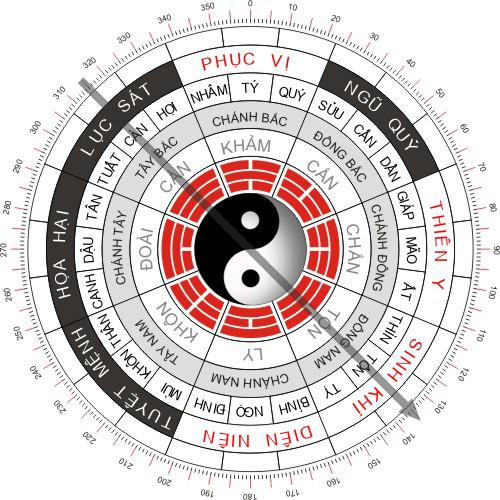 0
10
20
30
40
50
60
70
80
90
100
110
120
130
140
150
160
170
180
190
200
210
220
230
240
250
260
270
280
290
300
310
320
330
340
350
PHỤC VỊ
NGŨ QUỶ
THIÊN Y
SINH KHÍ
DIÊN NIÊN
TUYỆT MỆNH
HỌA HẠI
LỤC SÁT
NHÂM
TÝ
QUÝ
SỬU
CẤN
DẦN
GIÁP
MÃO
ẤT
THÌN
TỐN
TỴ
BÍNH
NGỌ
ĐINH
MÙI
KHÔN
THÂN
CANH
DẬU
TÂN
TUẤT
CÀN
HỢI
CHÁNH BẮC
ĐÔNG BẮC
CHÁNH ĐÔNG
ĐÔNG NAM
CHÁNH NAM
TÂY NAM
CHÁNH TÂY
TÂY BẮC
KHẢM
CẤN
CHẤN
TỐN
LY
KHÔN
ĐOÀI
CÀN